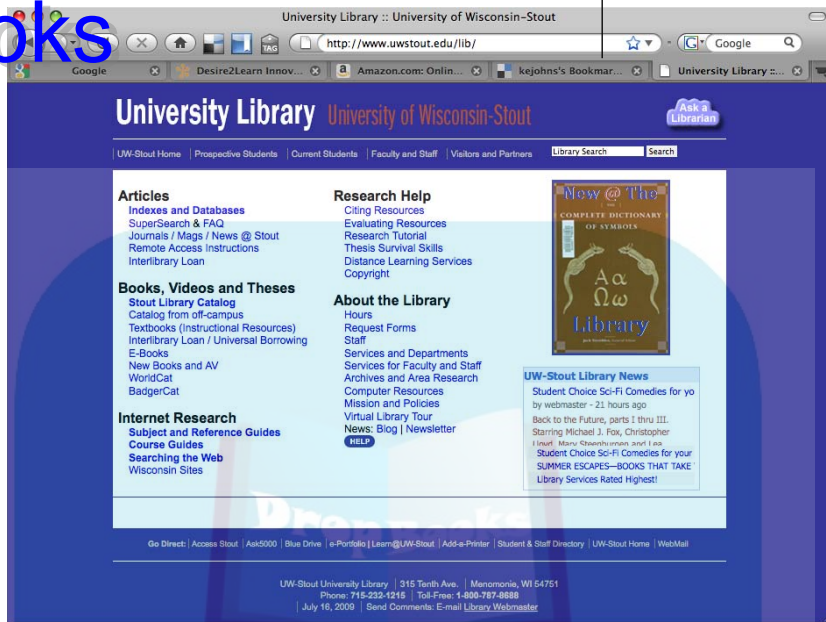 oks
University Library :: University of Wisconsin-Stout
TAG
http://www.uwstout.edu/lib/
G
Google
Google
Desire2Learn Innov...
Amazon.com: Onlin...
kejohns's Bookmar...
University Library ::...
University Library University of Wisconsin-Stout
Ask a
Librarian
UW-Stout Home | Prospective Students | Current Students | Faculty and Staff | Visitors and Partners
Library Search
Search
Articles
Indexes and Databases
SuperSearch & FAQ
Journals / Mags / News @ Stout
Remote Access Instructions
Interlibrary Loan
Books, Videos and Theses
Stout Library Catalog
Catalog from off-campus
Textbooks (Instructional Resources)
Interlibrary Loan / Universal Borrowing
E-Books
New Books and AV
WorldCat
BadgerCat
Internet Research
Subject and Reference Guides
Course Guides
Searching the Web
Wisconsin Sites
Research Help
Citing Resources
Evaluating Resources
Research Tutorial
Thesis Survival Skills
Distance Learning Services
Copyright
About the Library
Hours
Request Forms
Staff
Services and Departments
Services for Faculty and Staff
Archives and Area Research
Computer Resources
Mission and Policies
Virtual Library Tour
News: Blog | Newsletter
HELP
New @ The
COMPLETE DICTIONARY
OF SYMBOLS
Αα
Ωω
Library
UW-Stout Library News
Student Choice Sci-Fi Comedies for yo
by webmaster - 21 hours ago
Back to the Future, parts I thru III.
Starring Michael J. Fox, Christopher
Lloyd, Mary Steenburgen and Lea
Student Choice Sci-Fi Comedies for your
SUMMER ESCAPES—BOOKS THAT TAKE
Library Services Rated Highest!
Drop Books
Go Direct: | Access Stout | Ask5000 | Blue Drive | e-Portfolio | Learn@UW-Stout | Add-a-Printer | Student & Staff Directory | UW-Stout Home | WebMail
UW-Stout University Library | 315 Tenth Ave. | Menomonie, WI 54751
Phone: 715-232-1215 | Toll-Free: 1-800-787-8688
| July 16, 2009 | Send Comments: E-mail Library Webmaster